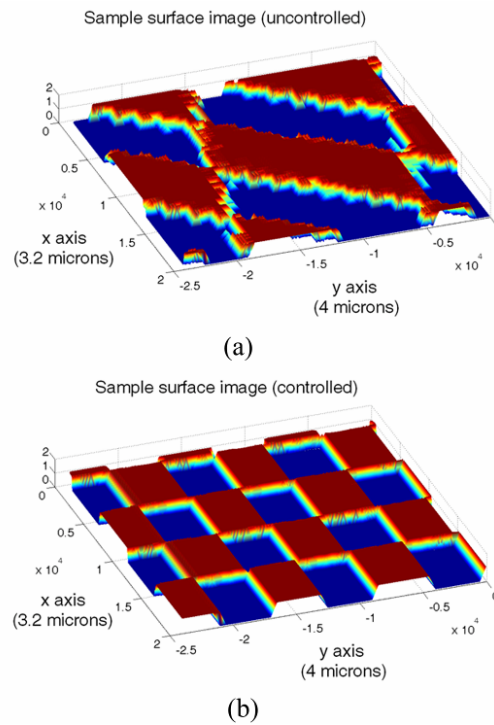 Sample surface image (uncontrolled)
2
1
0
0
0.5
1
x 10⁴
1.5
2
x axis
(3.2 microns)
-2.5
-2
-1.5
-1
-0.5
0
x 10⁴
y axis
(4 microns)
(a)
Sample surface image (controlled)
2
1
0
0
0.5
1
x 10⁴
1.5
2
x axis
(3.2 microns)
-2.5
-2
-1.5
-1
-0.5
0
x 10⁴
y axis
(4 microns)
(b)